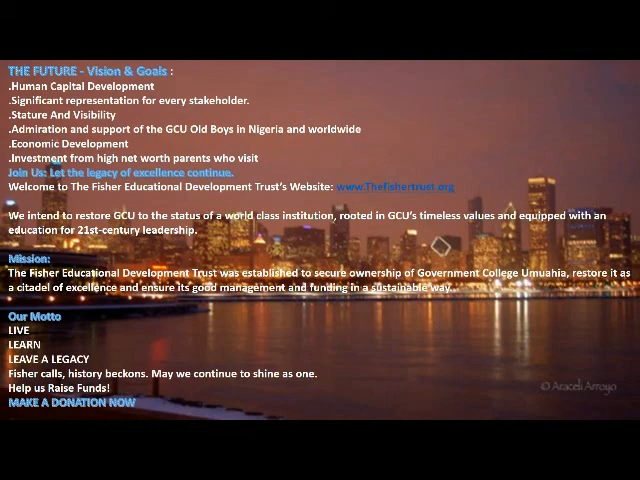 THE FUTURE - Vision & Goals :
.Human Capital Development
.Significant representation for every stakeholder.
.Stature And Visibility
.Admiration and support of the GCU Old Boys in Nigeria and worldwide
.Economic Development
.Investment from high net worth parents who visit
Join Us: Let the legacy of excellence continue.
Welcome to The Fisher Educational Development Trust's Website: www.Thefishertrust.org
We intend to restore GCU to the status of a world class institution, rooted in GCU's timeless values and equipped with an
education for 21st-century leadership.
Mission:
The Fisher Educational Development Trust was established to secure ownership of Government College Umuahia, restore it as
a citadel of excellence and ensure its good management and funding in a sustainable way..
Our Motto
LIVE
LEARN
LEAVE A LEGACY
Fisher calls, history beckons. May we continue to shine as one.
Help us Raise Funds!
MAKE A DONATION NOW
© Araceli Arroyo